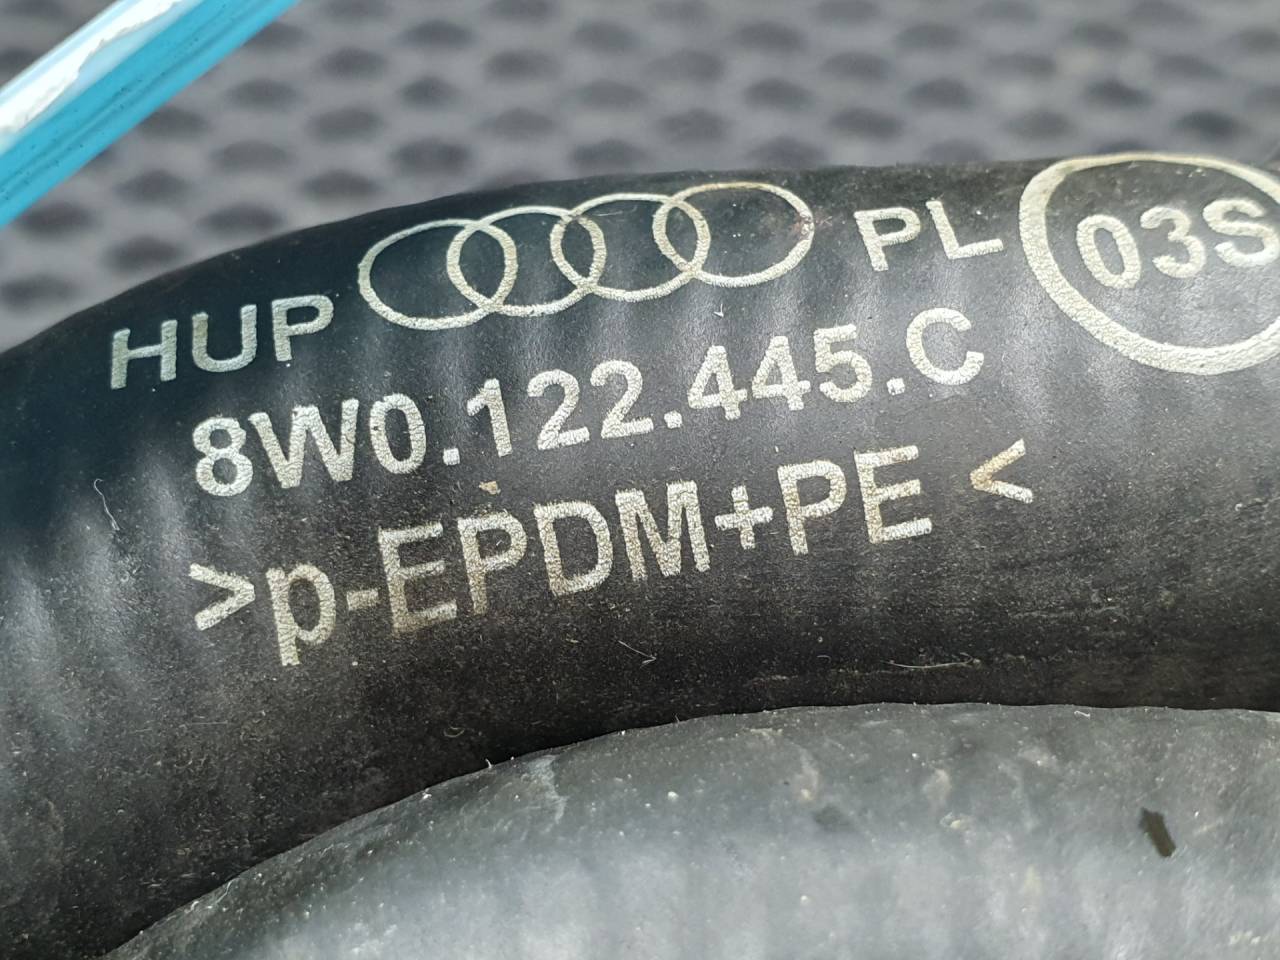 HUP PL 03S
8W0.122.445.C
>p-EPDM+PE<